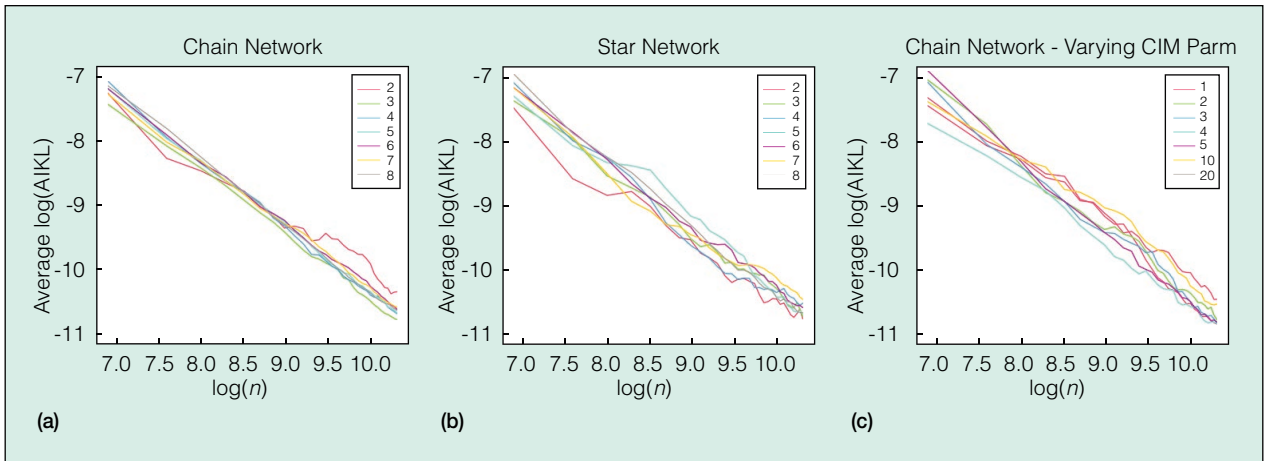 Chain Network
Average log(AIKL)
-7
-8
-9
-10
-11
2
3
4
5
6
7
8
7.0 7.5 8.0 8.5 9.0 9.5 10.0
log(n)
(a)
Star Network
Average log(AIKL)
-7
-8
-9
-10
-11
2
3
4
5
6
7
8
7.0 7.5 8.0 8.5 9.0 9.5 10.0
log(n)
(b)
Chain Network - Varying CIM Parm
Average log(AIKL)
-7
-8
-9
-10
-11
1
2
3
4
5
10
20
7.0 7.5 8.0 8.5 9.0 9.5 10.0
log(n)
(c)